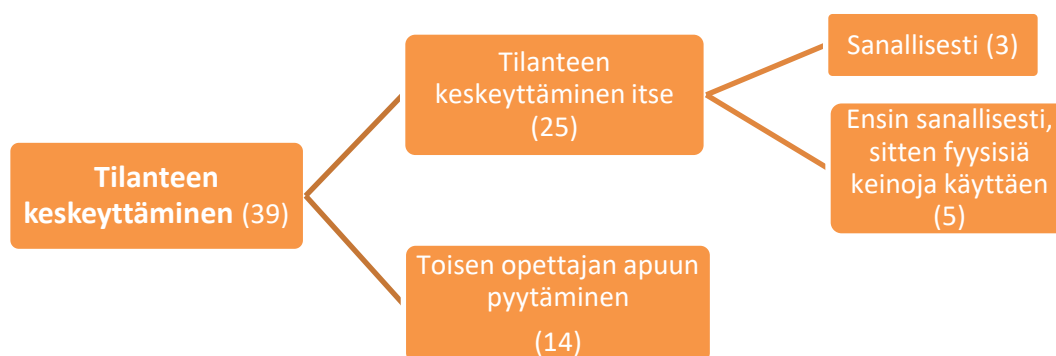 Tilanteen
keskeyttäminen (39)
Tilanteen
keskeyttäminen itse
(25)
Sanallisesti (3)
Ensin sanallisesti,
sitten fyysisiä
keinoja käyttäen
(5)
Toisen opettajan apuun
pyytäminen
(14)